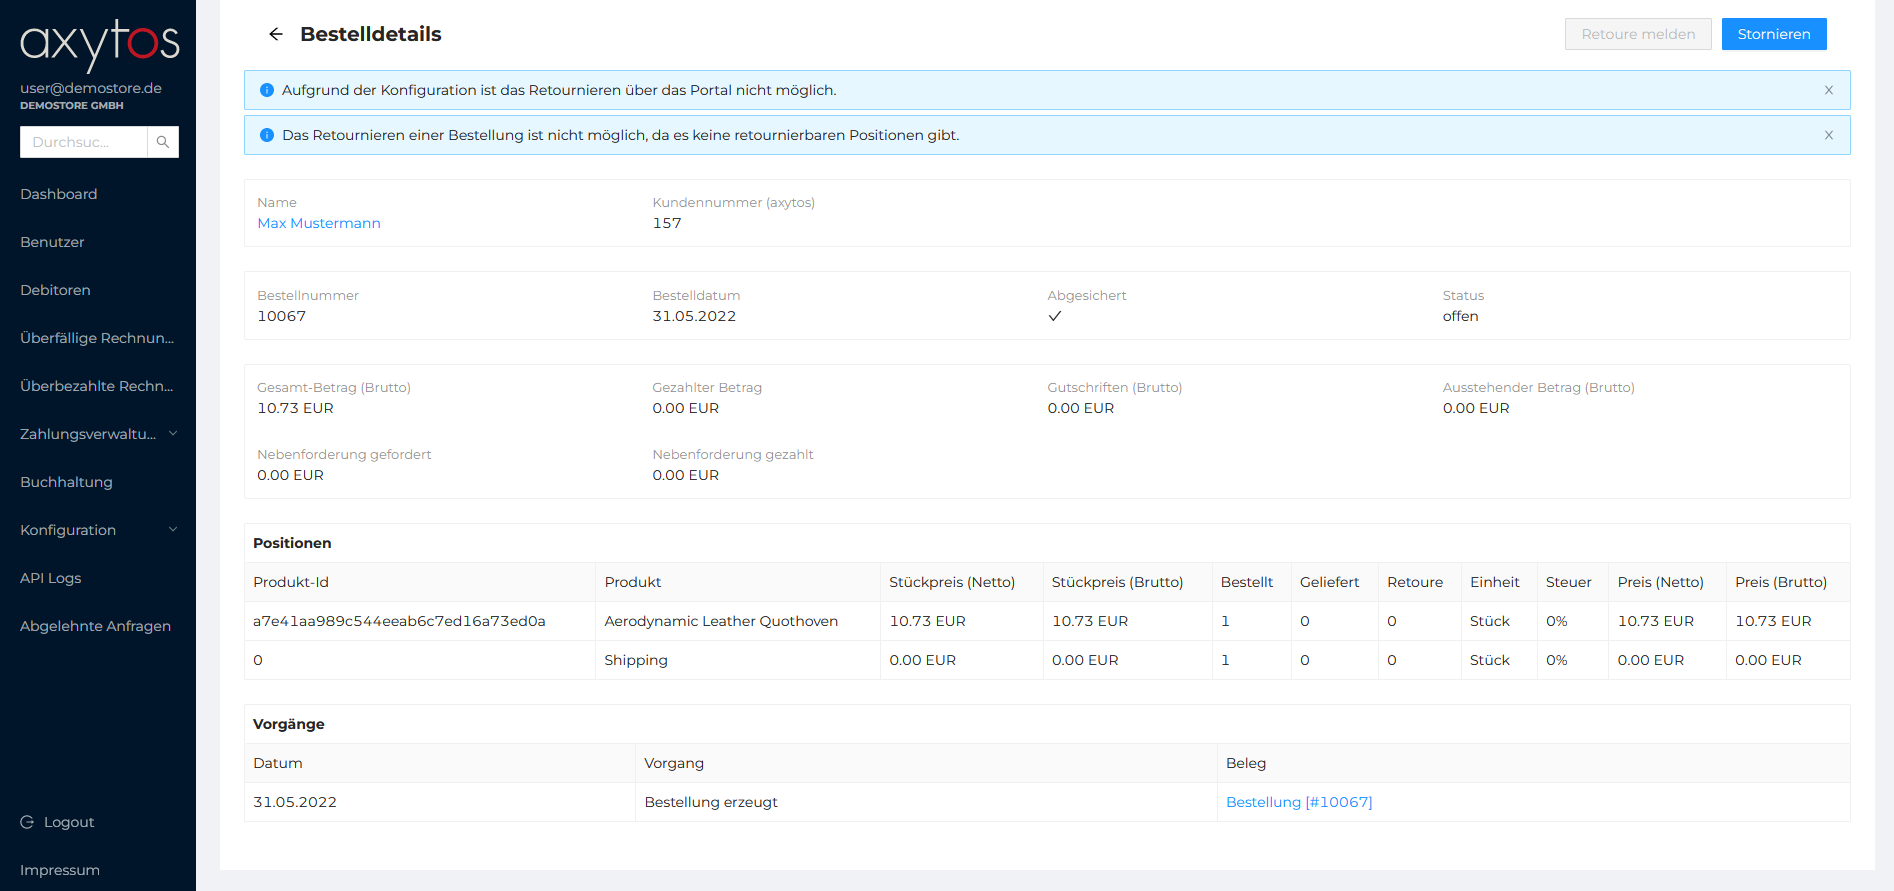 axytos
user@demostore.de
DEMOSTORE GMBH
Durchsuc...
Dashboard
Benutzer
Debitoren
Überfällige Rechnun...
Überbezahlte Rechn...
Zahlungsverwaltu...
Buchhaltung
Konfiguration
API Logs
Abgelehnte Anfragen
Logout
Impressum
Bestelldetails
Retoure melden
Stornieren
Aufgrund der Konfiguration ist das Retournieren über das Portal nicht möglich.
Das Retournieren einer Bestellung ist nicht möglich, da es keine retournierbaren Positionen gibt.
Name Kundennummer (axytos)
Max Mustermann 157
Bestellnummer Bestelldatum Abgesichert Status
10067 31.05.2022 ✓ offen
Gesamt-Betrag (Brutto) Gezahlter Betrag Gutschriften (Brutto) Ausstehender Betrag (Brutto)
10.73 EUR 0.00 EUR 0.00 EUR 0.00 EUR
Nebenforderung gefordert Nebenforderung gezahlt
0.00 EUR 0.00 EUR
Positionen
Produkt-Id Produkt Stückpreis (Netto) Stückpreis (Brutto) Bestellt Geliefert Retoure Einheit Steuer Preis (Netto) Preis (Brutto)
a7e41aa989c544eeab6c7ed16a73ed0a Aerodynamic Leather Quothoven 10.73 EUR 10.73 EUR 1 0 0 Stück 0% 10.73 EUR 10.73 EUR
0 Shipping 0.00 EUR 0.00 EUR 1 0 0 Stück 0% 0.00 EUR 0.00 EUR
Vorgänge
Datum Vorgang Beleg
31.05.2022 Bestellung erzeugt Bestellung [#10067]